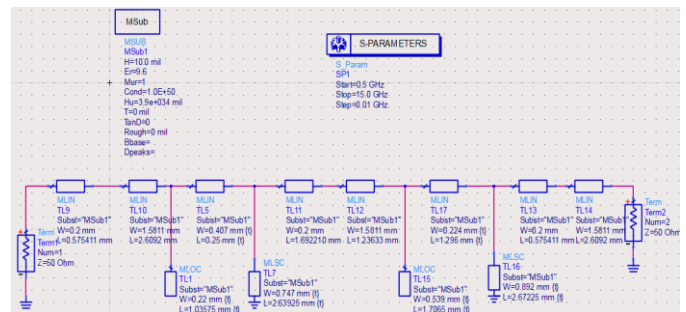 MSub
MSUB
MSub1
H=10.0 mil
Er=9.6
Mur=1
Cond=1.0E+50
Hu=3.9e+034 mil
T=0 mil
TanD=0
Rough=0 mil
Bbase=
Dpeaks=
S-PARAMETERS
S_Param
SP1
Start=0.5 GHz
Stop=15.0 GHz
Step=0.01 GHz
MLIN
TL9
Subst="MSub1"
W=0.2 mm
L=0.575411 mm
MLIN
TL10
Subst="MSub1"
W=1.5811 mm
L=2.6092 mm
MLIN
TL5
Subst="MSub1"
W=0.407 mm {t}
L=0.25 mm {t}
MLIN
TL11
Subst="MSub1"
W=0.2 mm
L=1.692210 mm
MLIN
TL12
Subst="MSub1"
W=1.5811 mm
L=1.23633 mm
MLIN
TL17
Subst="MSub1"
W=0.224 mm {t}
L=1.296 mm {t}
MLIN
TL13
Subst="MSub1"
W=0.2 mm
L=0.575411 mm
MLIN
TL14
Subst="MSub1"
W=1.5811 mm
L=2.6092 mm
Term
Term1
Num=1
Z=50 Ohm
Term
Term2
Num=2
Z=50 Ohm
MLOC
TL1
Subst="MSub1"
W=0.22 mm {t}
L=1.03575 mm {t}
MLSC
TL7
Subst="MSub1"
W=0.747 mm {t}
L=2.63925 mm {t}
MLOC
TL15
Subst="MSub1"
W=0.539 mm {t}
L=1.7065 mm {t}
MLSC
TL16
Subst="MSub1"
W=0.892 mm {t}
L=2.67225 mm {t}